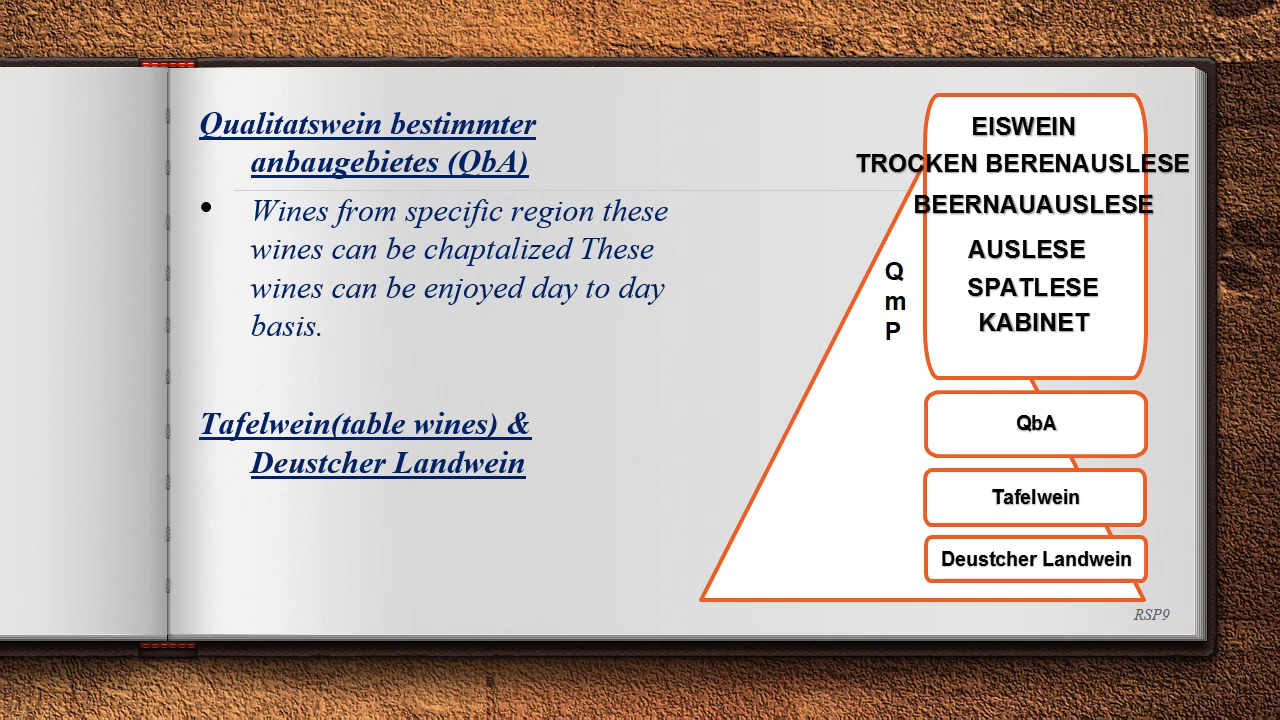 Qualitatswein bestimmter
anbaugebietes (QbA)
• Wines from specific region these
wines can be chaptalized These
wines can be enjoyed day to day
basis.
Tafelwein(table wines) &
Deustcher Landwein
EISWEIN
TROCKEN BERENAUSLESE
BEERNAUAUSLESE
AUSLESE
SPATLESE
KABINET
Q
m
P
QbA
Tafelwein
Deustcher Landwein
RSP9